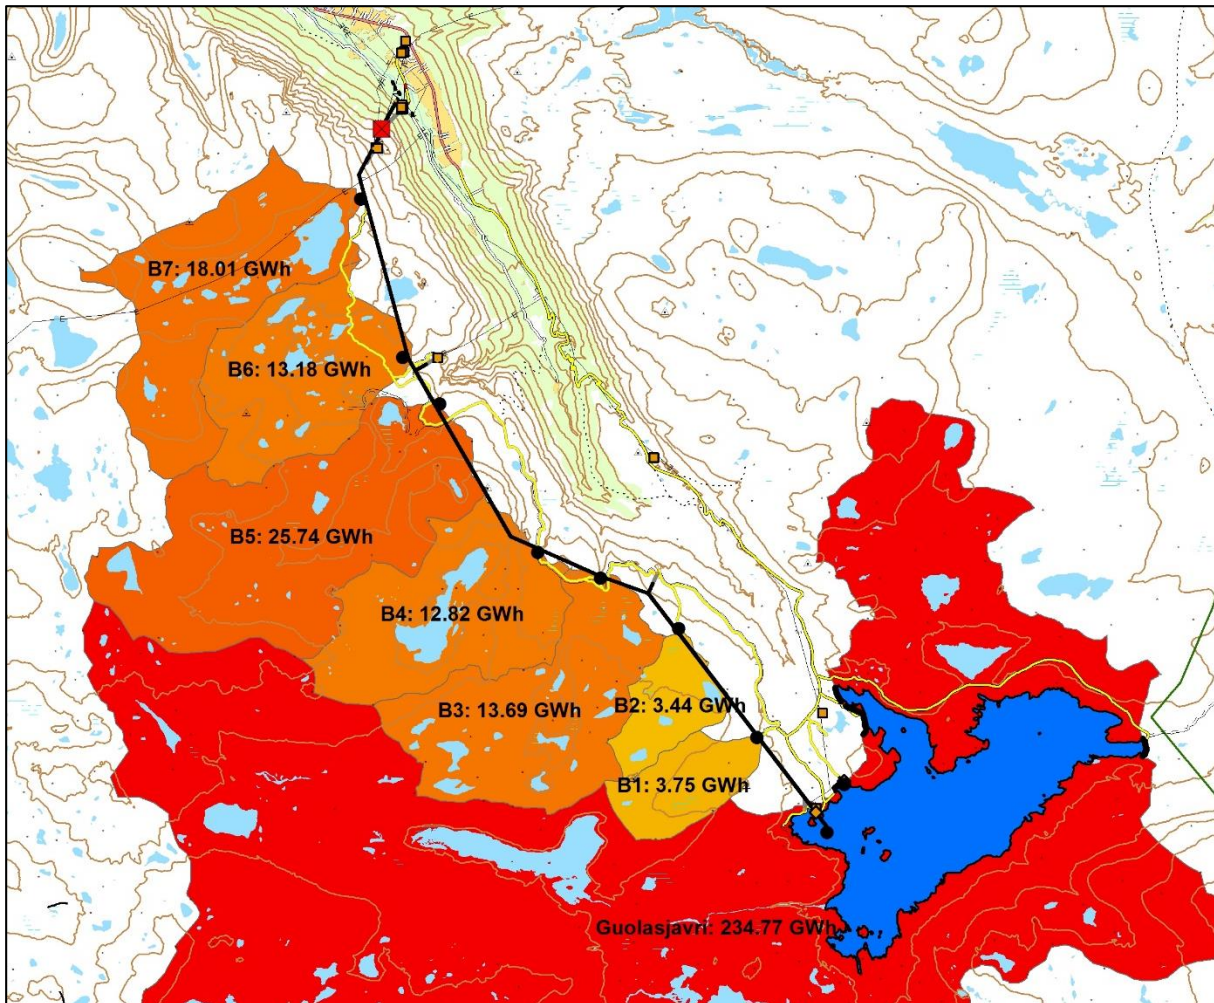 B7: 18.01 GWh
B6: 13.18 GWh
B5: 25.74 GWh
B4: 12.82 GWh
B3: 13.69 GWh
B2: 3.44 GWh
B1: 3.75 GWh
Guolasjavri: 234.77 GWh